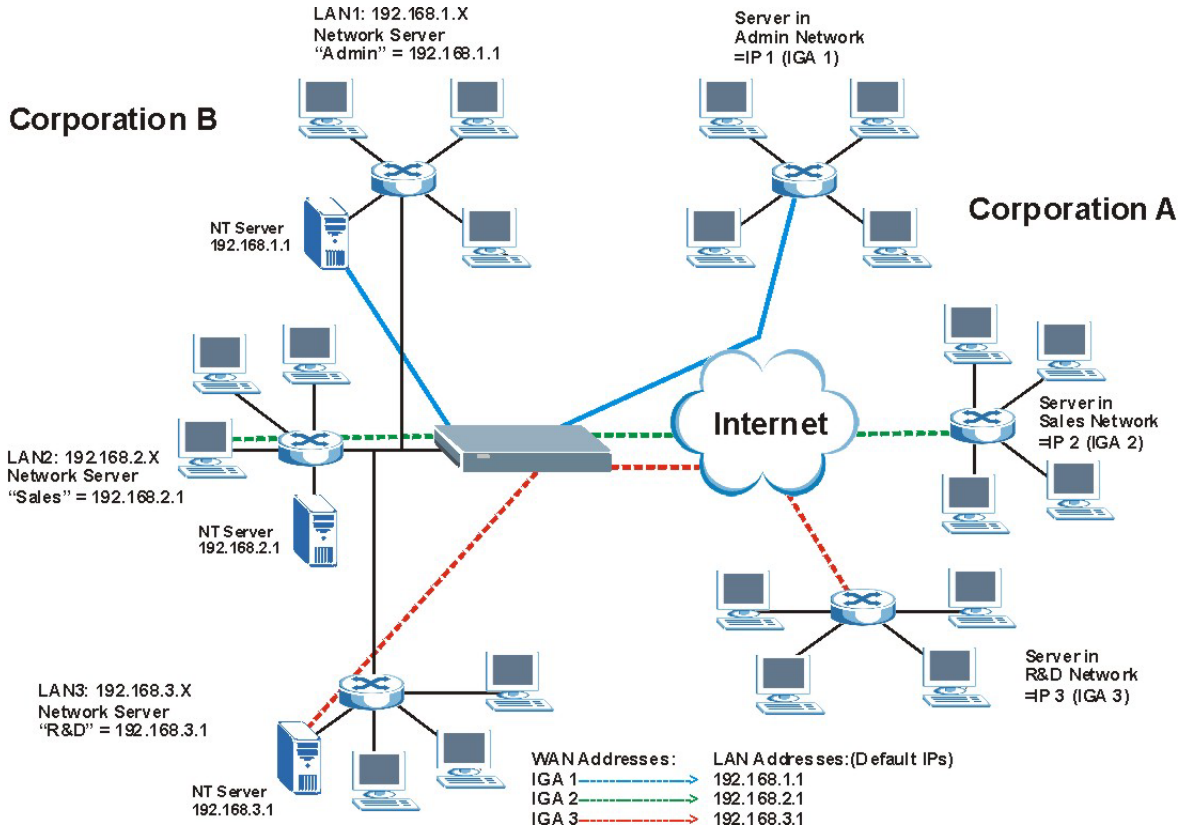 LAN1: 192.168.1.X
Network Server
“Admin” = 192.168.1.1
Server in
Admin Network
=IP 1 (IGA 1)
Corporation B
Corporation A
NT Server
192.168.1.1
Internet
Server in
Sales Network
=IP 2 (IGA 2)
LAN2: 192.168.2.X
Network Server
“Sales” = 192.168.2.1
NT Server
192.168.2.1
Server in
R&D Network
=IP 3 (IGA 3)
LAN3: 192.168.3.X
Network Server
“R&D” = 192.168.3.1
NT Server
192.168.3.1
WAN Addresses: LAN Addresses:(Default IPs)
IGA 1 192.168.1.1
IGA 2 192.168.2.1
IGA 3 192.168.3.1